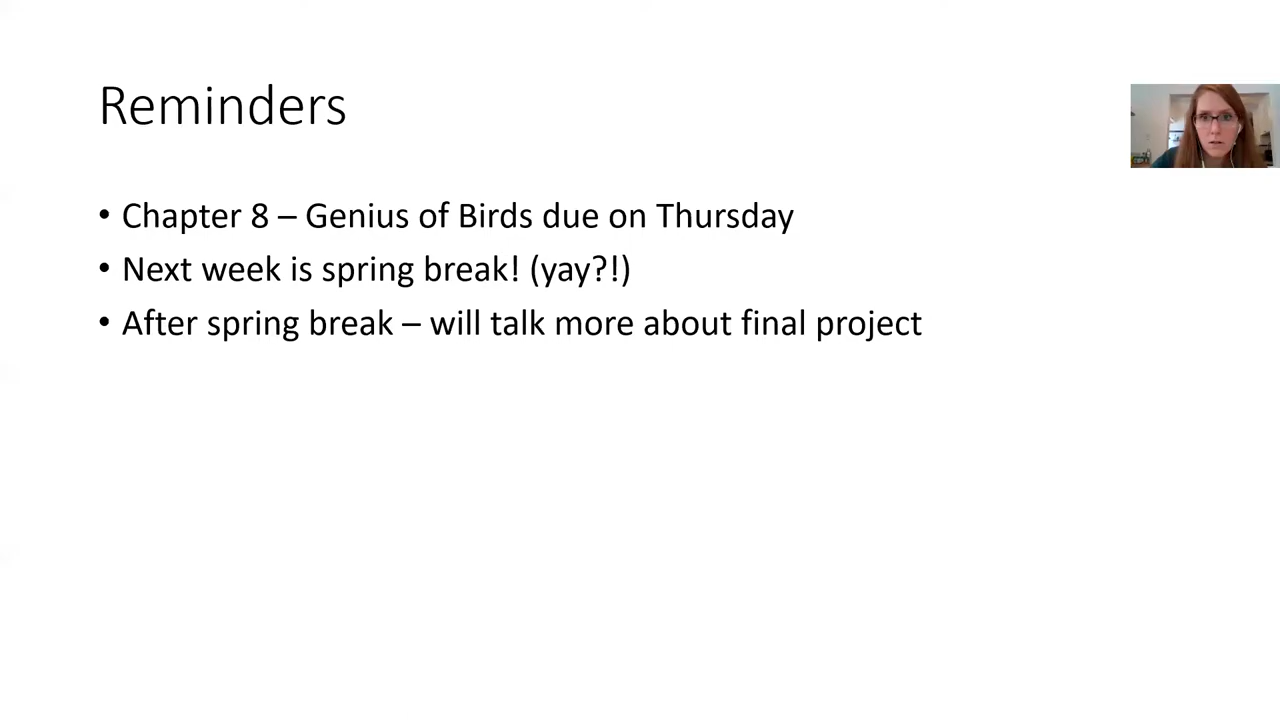 Reminders
• Chapter 8 – Genius of Birds due on Thursday
• Next week is spring break! (yay?!)
• After spring break – will talk more about final project